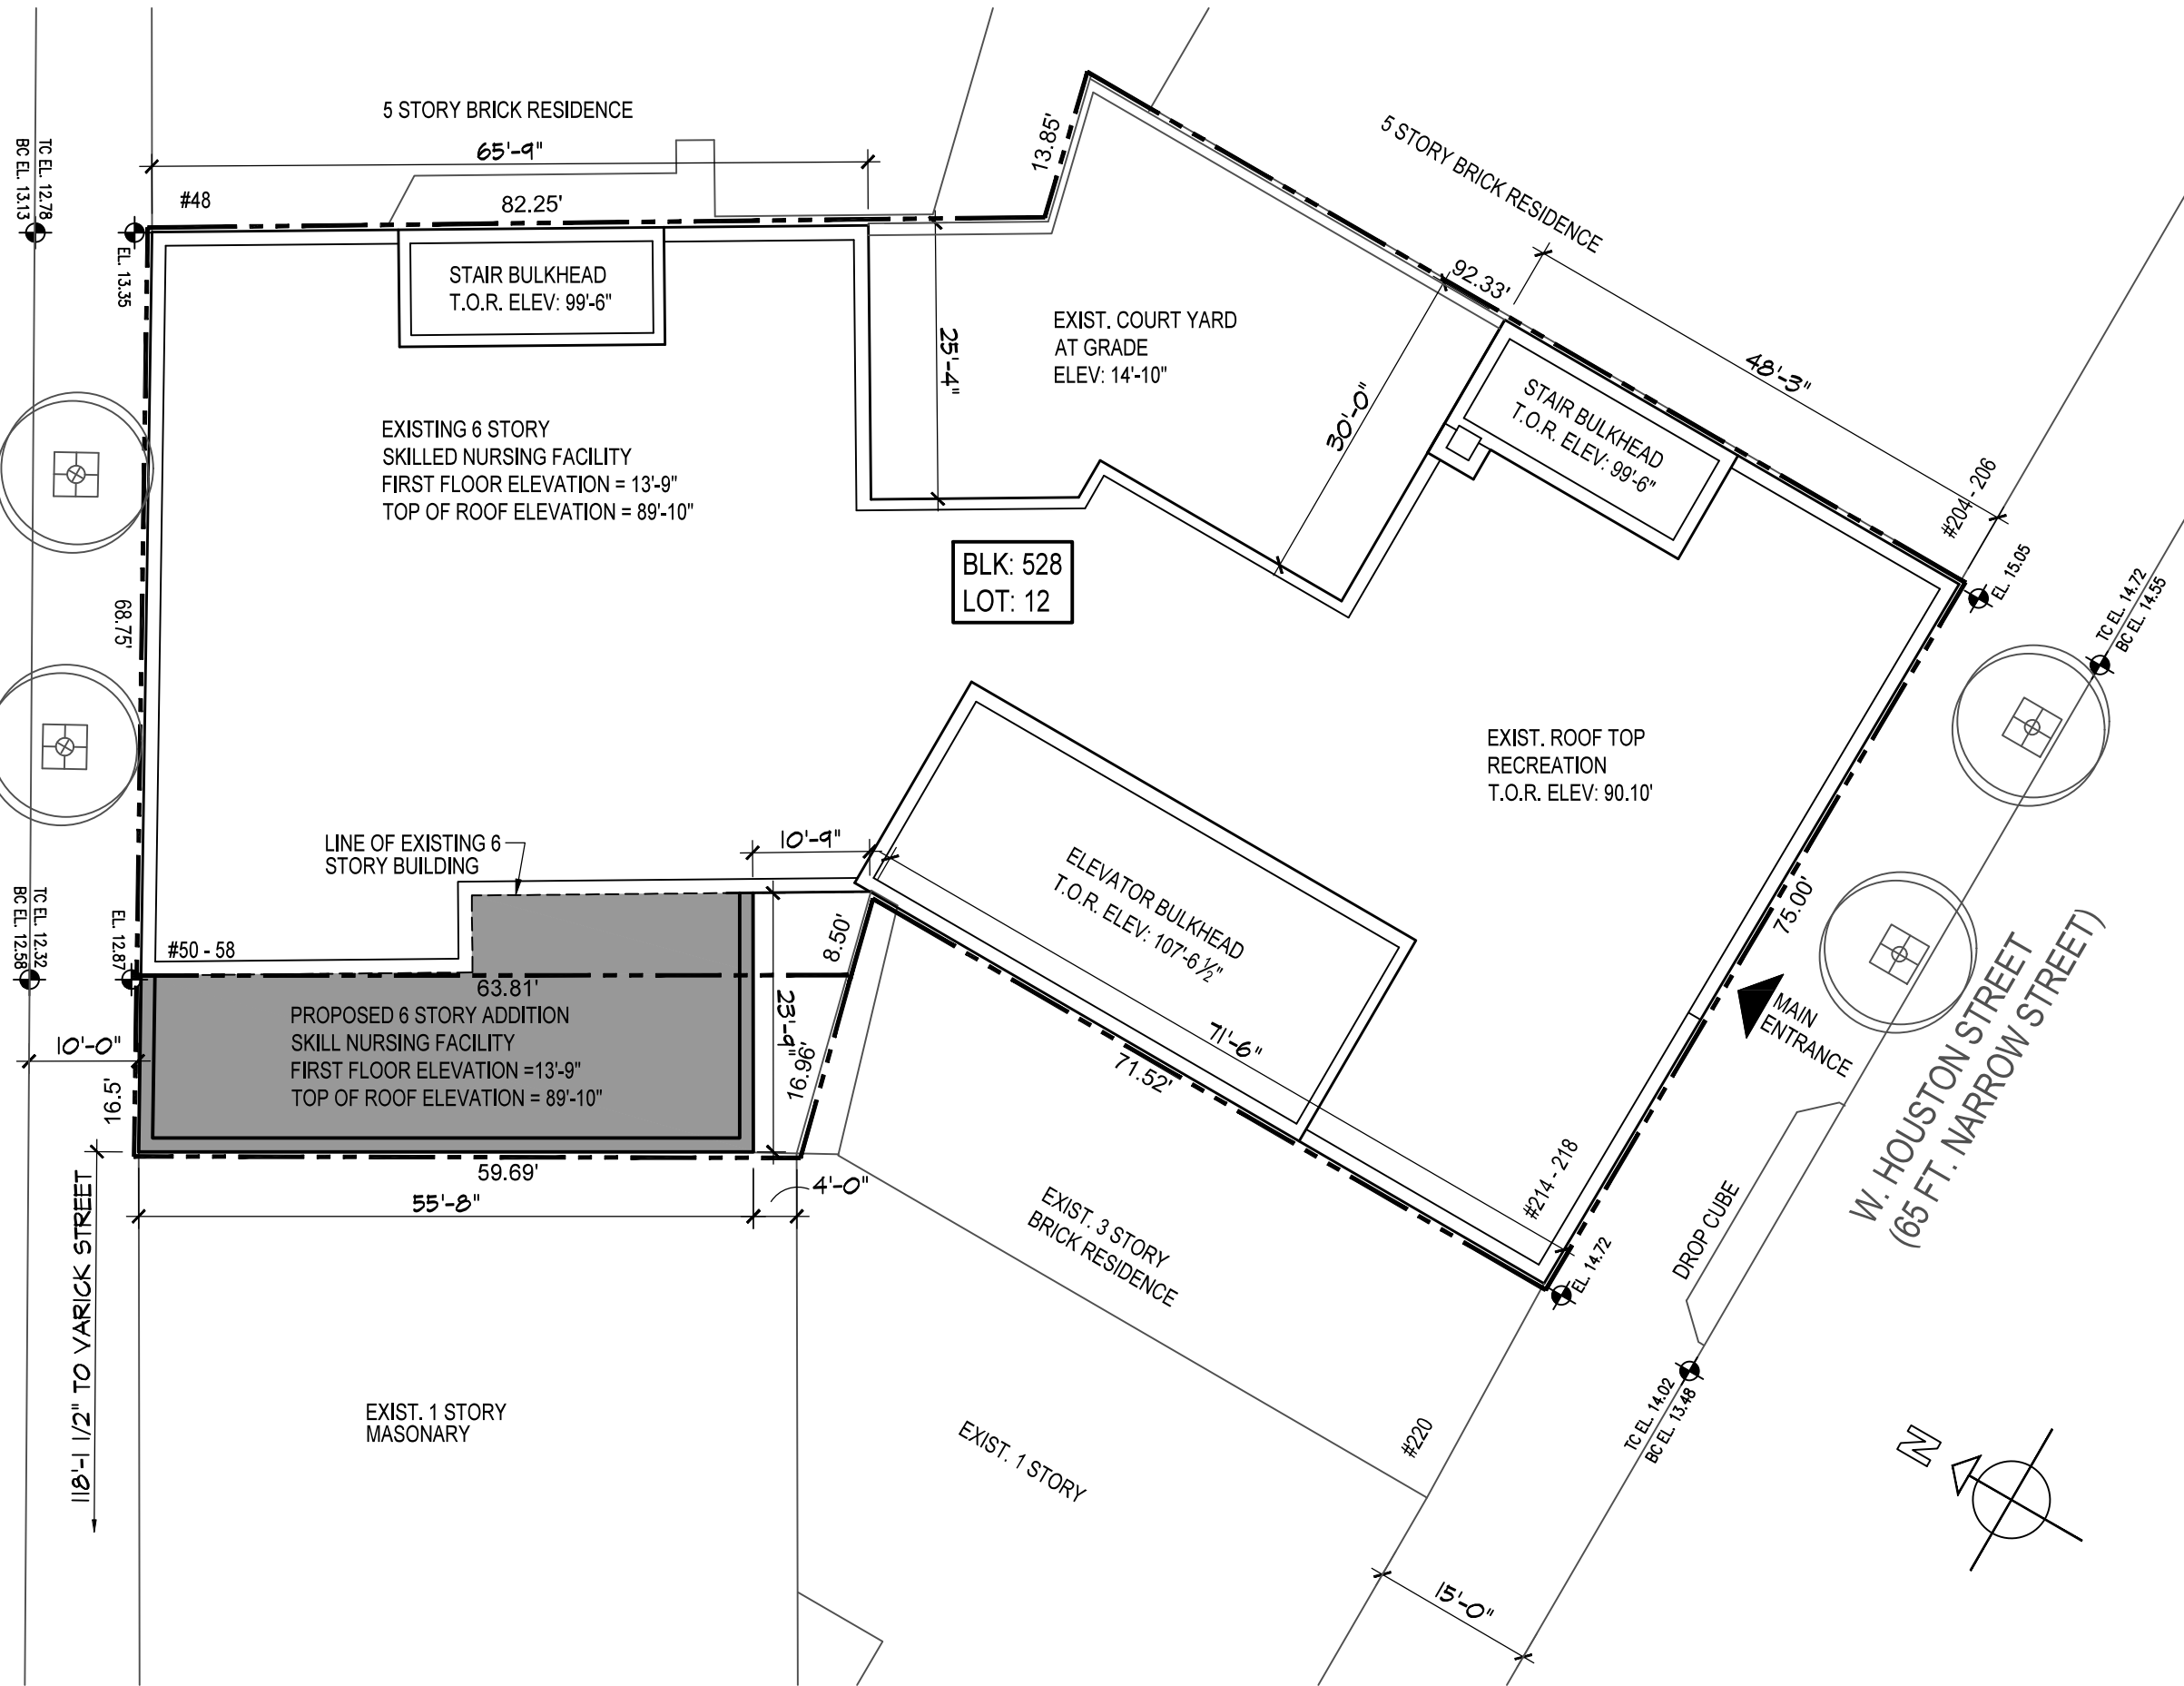 5 STORY BRICK RESIDENCE
65'-9"
#48
82.25'
13.85'
5 STORY BRICK RESIDENCE
92.33'
48'-3"
TC EL. 12.78
BC EL. 13.13
EL. 13.35
STAIR BULKHEAD
T.O.R. ELEV: 99'-6"
25'-4"
EXIST. COURT YARD
AT GRADE
ELEV: 14'-10"
30'-0"
STAIR BULKHEAD
T.O.R. ELEV: 99'-6"
#204 - 206
EL. 15.05
TC EL. 14.72
BC EL. 14.55
EXISTING 6 STORY
SKILLED NURSING FACILITY
FIRST FLOOR ELEVATION = 13'-9"
TOP OF ROOF ELEVATION = 89'-10"
BLK: 528
LOT: 12
68.75'
EXIST. ROOF TOP
RECREATION
T.O.R. ELEV: 90.10'
LINE OF EXISTING 6
STORY BUILDING
10'-9"
ELEVATOR BULKHEAD
T.O.R. ELEV: 107'-6 1/2"
75.00'
TC EL. 12.32
BC EL. 12.58
EL. 12.87
#50 - 58
8.50'
63.81'
PROPOSED 6 STORY ADDITION
SKILL NURSING FACILITY
FIRST FLOOR ELEVATION =13'-9"
TOP OF ROOF ELEVATION = 89'-10"
23'-9"
16.96'
71'-6"
71.52'
MAIN
ENTRANCE
W. HOUSTON STREET
(65 FT. NARROW STREET)
10'-0"
16.5'
59.69'
55'-8"
4'-0"
118'-11 1/2" TO VARICK STREET
EXIST. 3 STORY
BRICK RESIDENCE
#214 - 218
EL. 14.72
DROP CUBE
TC EL. 14.02
BC EL. 13.48
EXIST. 1 STORY
MASONARY
EXIST. 1 STORY
#220
N
15'-0"